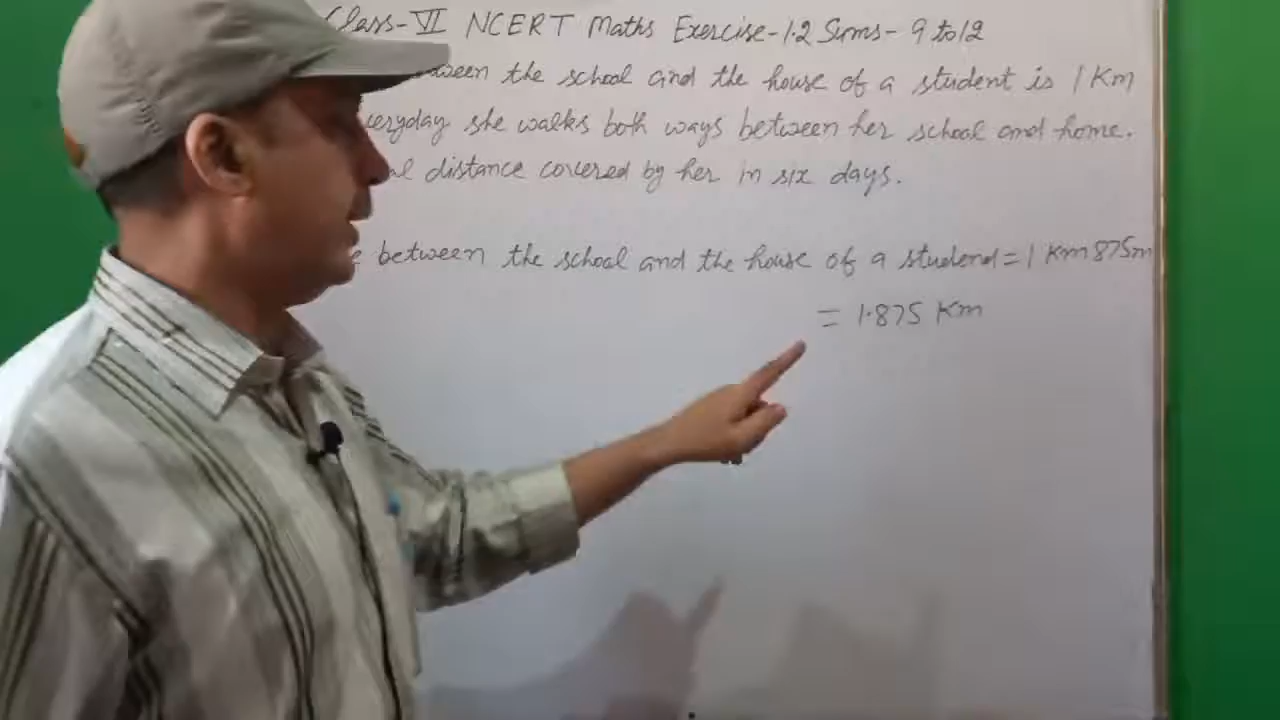 Class-VI NCERT Maths Exercise-1.2 Sums-9 to 12
the school and the house of a student is 1 Km
she walks both ways between her school and home.
distance covered by her in six days.
between the school and the house of a studend=1 Km 875m
= 1.875 Km